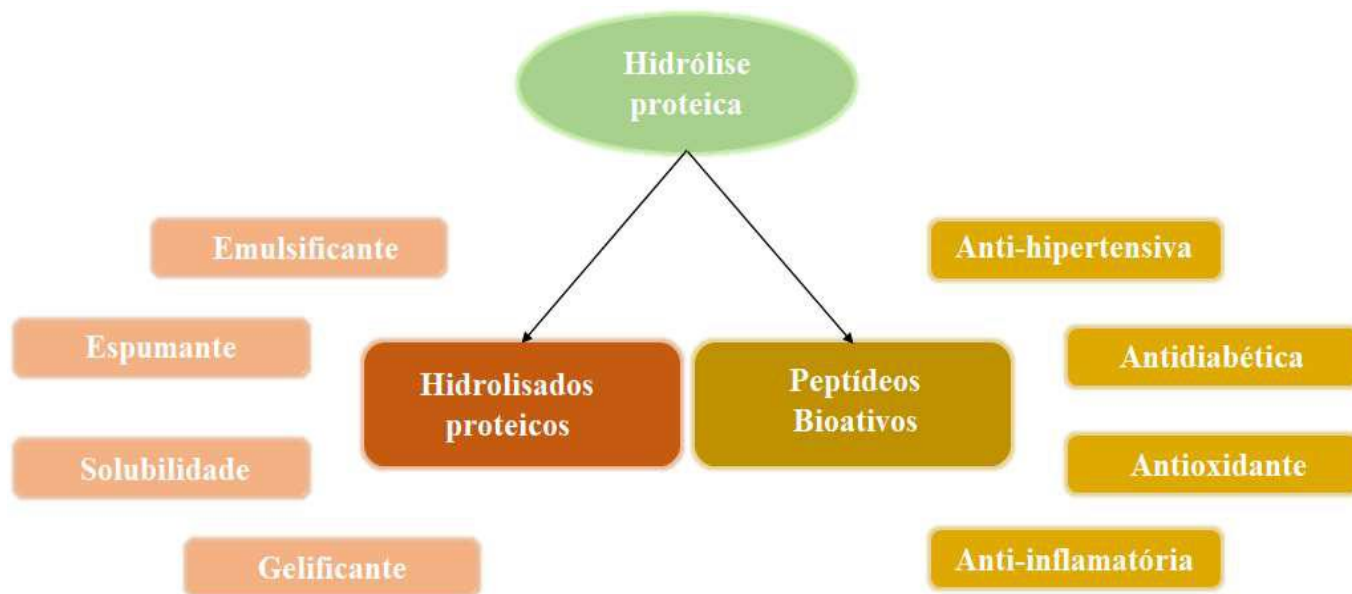 Hidrólise
proteica
Emulsificante
Espumante
Solubilidade
Gelificante
Hidrolisados
proteicos
Peptídeos
Bioativos
Anti-hipertensiva
Antidiabética
Antioxidante
Anti-inflamatória